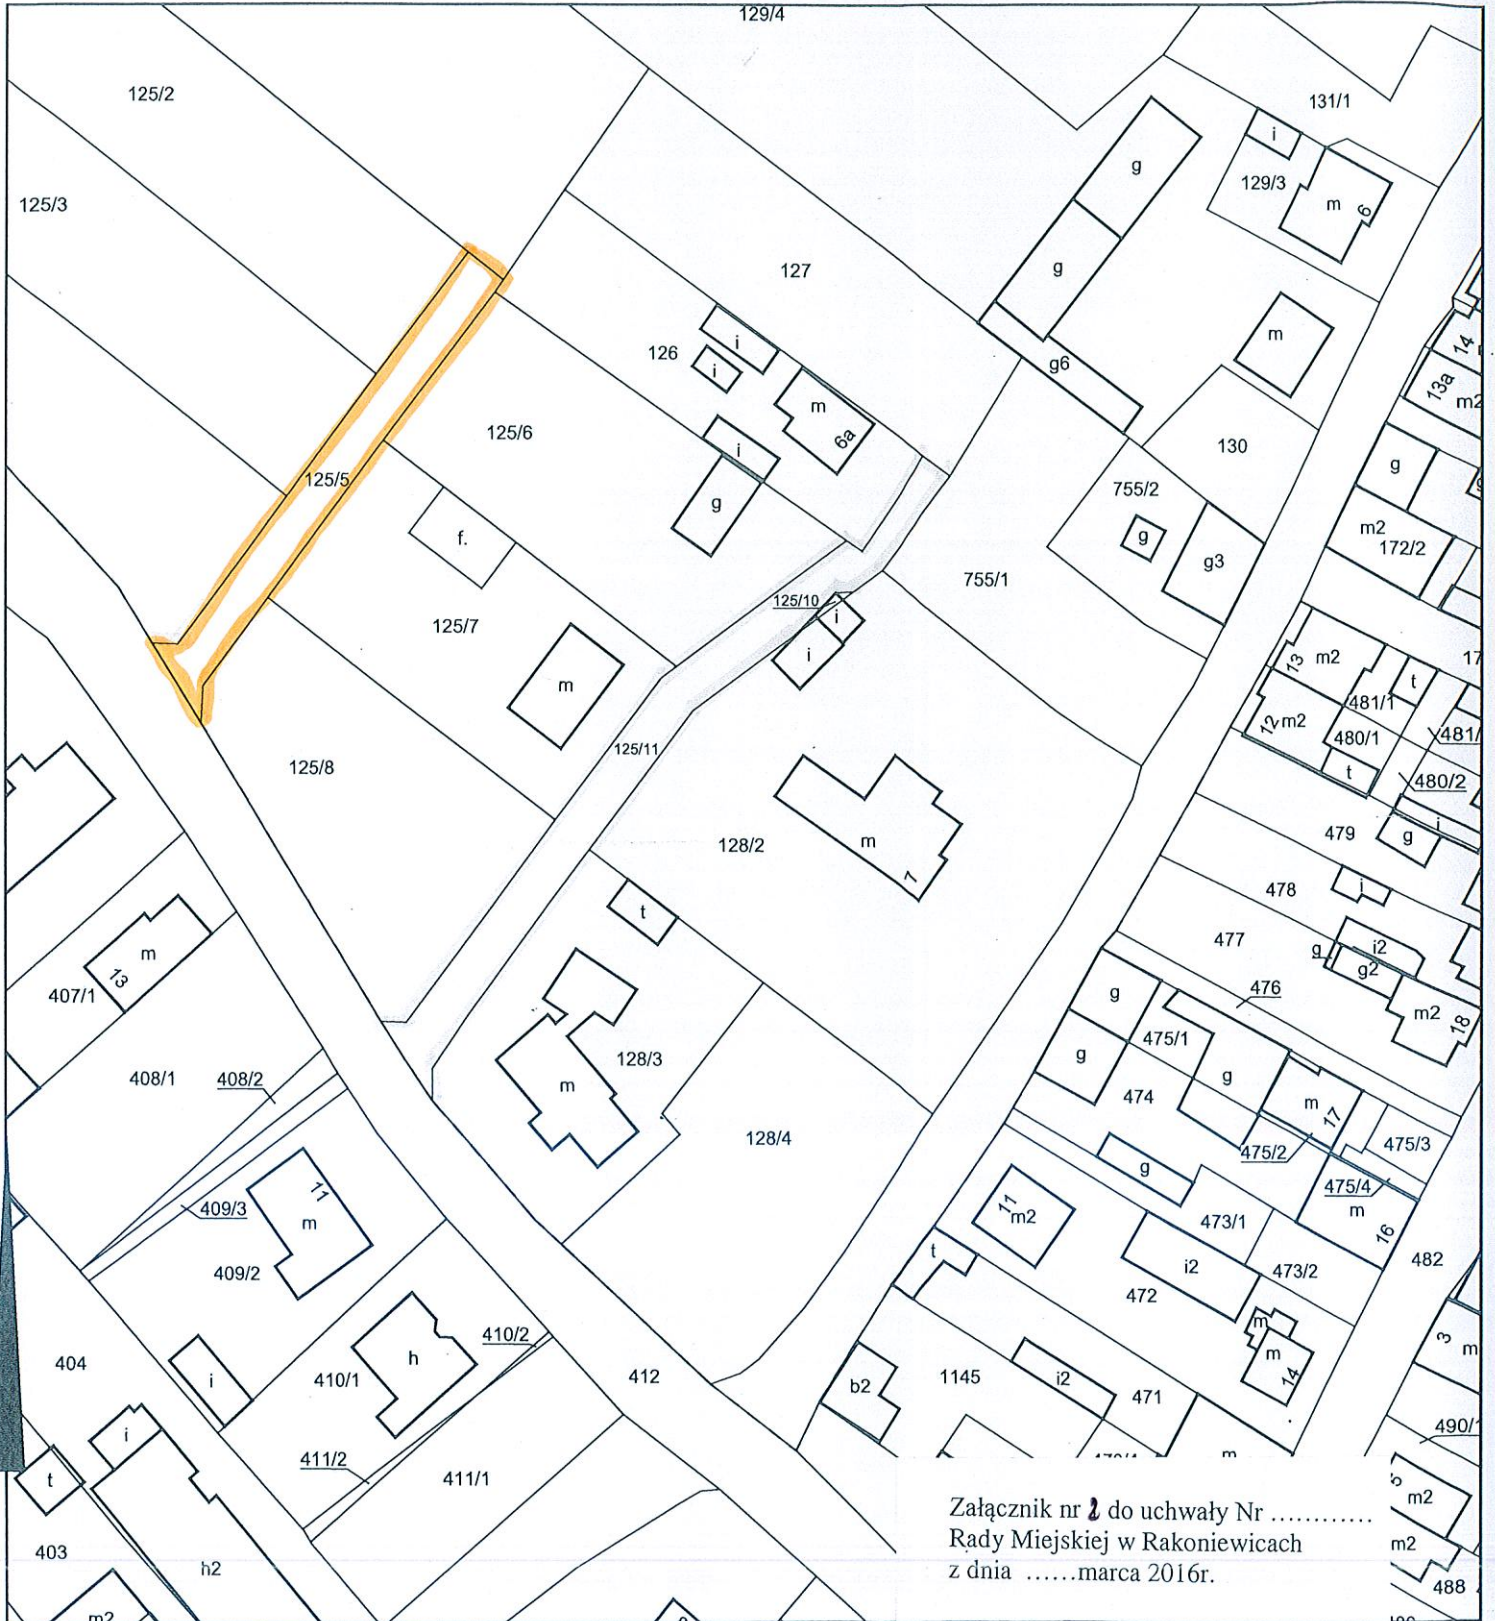 129/4
125/2
131/1
i
125/3
129/3
g
m
6
127
g
m
14
126
i
i
g6
13a
m2
m
6a
125/6
130
i
g
755/2
125/5
g
g
f.
m2
172/2
g3
755/1
125/10
i
125/7
i
m2
13
17
m
t
481/1
12
m2
125/11
480/1
481/
125/8
t
480/2
479
i
128/2
m
g
7
478
i
t
477
g
i2
m
13
g2
407/1
476
g
m2
18
475/1
128/3
g
g
408/1
408/2
m
474
m
17
128/4
475/3
475/2
g
475/4
409/3
11
m
11
m2
473/1
m
16
t
482
409/2
i2
473/2
472
m
410/2
3
m
h
m
404
14
i
410/1
412
b2
1145
i2
471
i
490/1
411/2
m
t
411/1
5
m2
Załącznik nr 2 do uchwały Nr ............
Rady Miejskiej w Rakoniewicach
z dnia ......marca 2016r.
403
m2
h2
488
m2